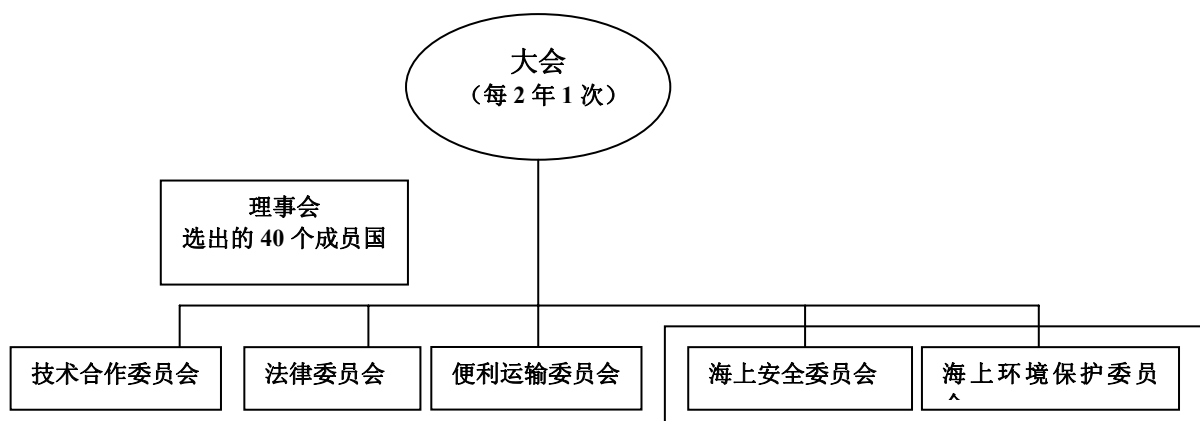 大会
（每 2 年 1 次）
理事会
选出的 40 个成员国
技术合作委员会
法律委员会
便利运输委员会
海上安全委员会
海上环境保护委员